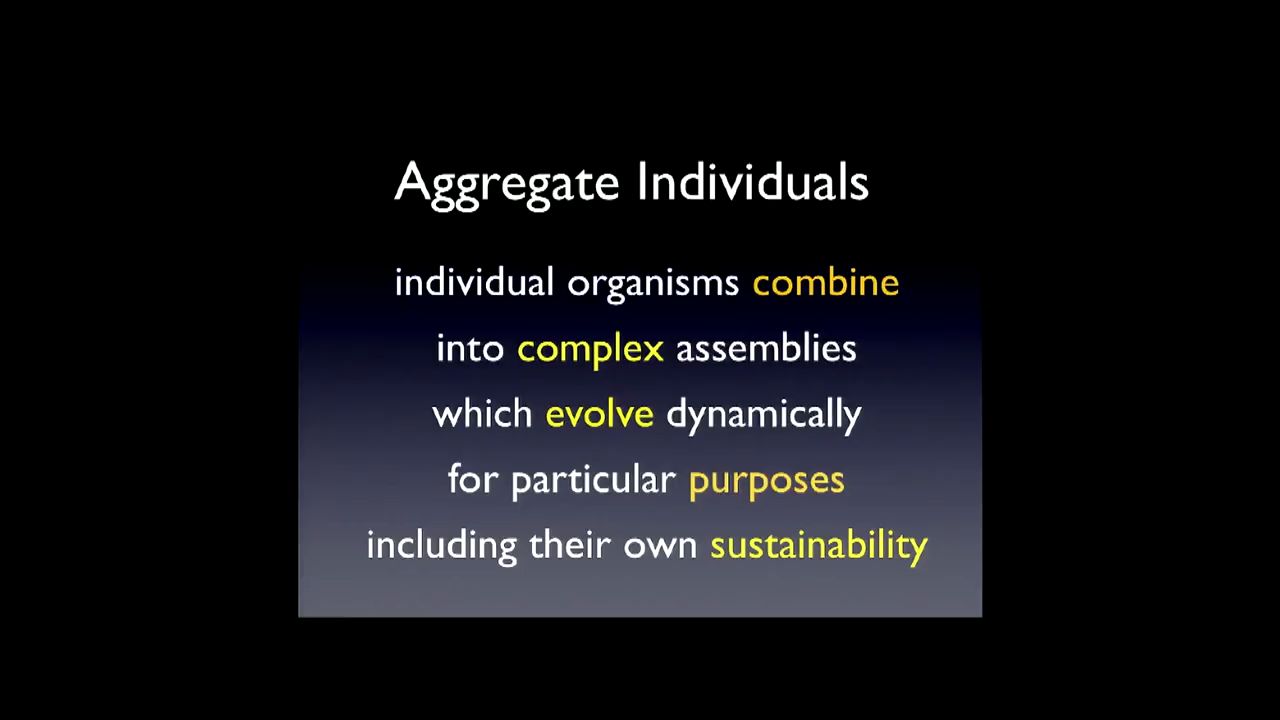 Aggregate Individuals
individual organisms combine
into complex assemblies
which evolve dynamically
for particular purposes
including their own sustainability